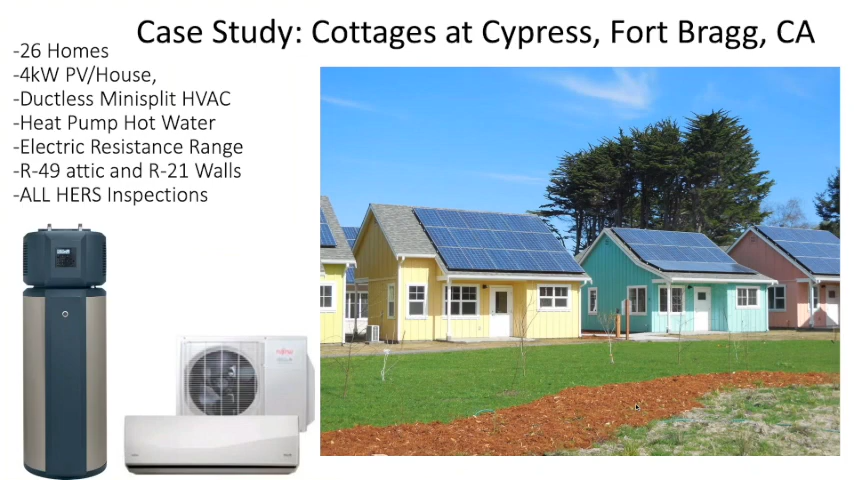 Case Study: Cottages at Cypress, Fort Bragg, CA
-26 Homes
-4kW PV/House,
-Ductless Minisplit HVAC
-Heat Pump Hot Water
-Electric Resistance Range
-R-49 attic and R-21 Walls
-ALL HERS Inspections